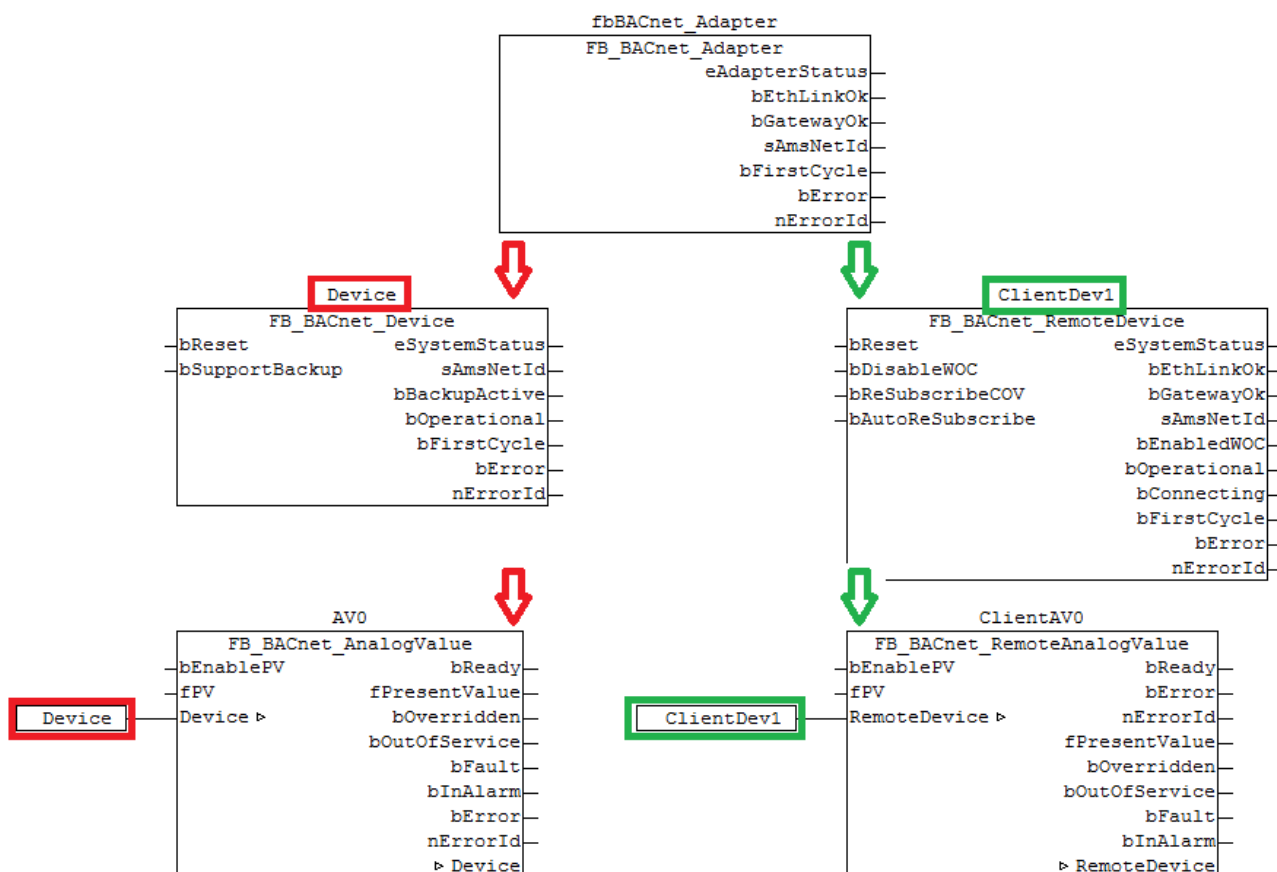 fbBACnet_Adapter
FB_BACnet_Adapter
eAdapterStatus
bEthLinkOk
bGatewayOk
sAmsNetId
bFirstCycle
bError
nErrorId
Device
FB_BACnet_Device
bReset eSystemStatus
bSupportBackup sAmsNetId
bBackupActive
bOperational
bFirstCycle
bError
nErrorId
ClientDev1
FB_BACnet_RemoteDevice
bReset eSystemStatus
bDisableWOC bEthLinkOk
bReSubscribeCOV bGatewayOk
bAutoReSubscribe sAmsNetId
bEnabledWOC
bOperational
bConnecting
bFirstCycle
bError
nErrorId
AV0
FB_BACnet_AnalogValue
bEnablePV bReady
fPV fPresentValue
Device Device ▷ bOverridden
bOutOfService
bFault
bInAlarm
bError
nErrorId
▷ Device
ClientAV0
FB_BACnet_RemoteAnalogValue
bEnablePV bReady
fPV bError
ClientDev1 RemoteDevice ▷ nErrorId
fPresentValue
bOverridden
bOutOfService
bFault
bInAlarm
▷ RemoteDevice